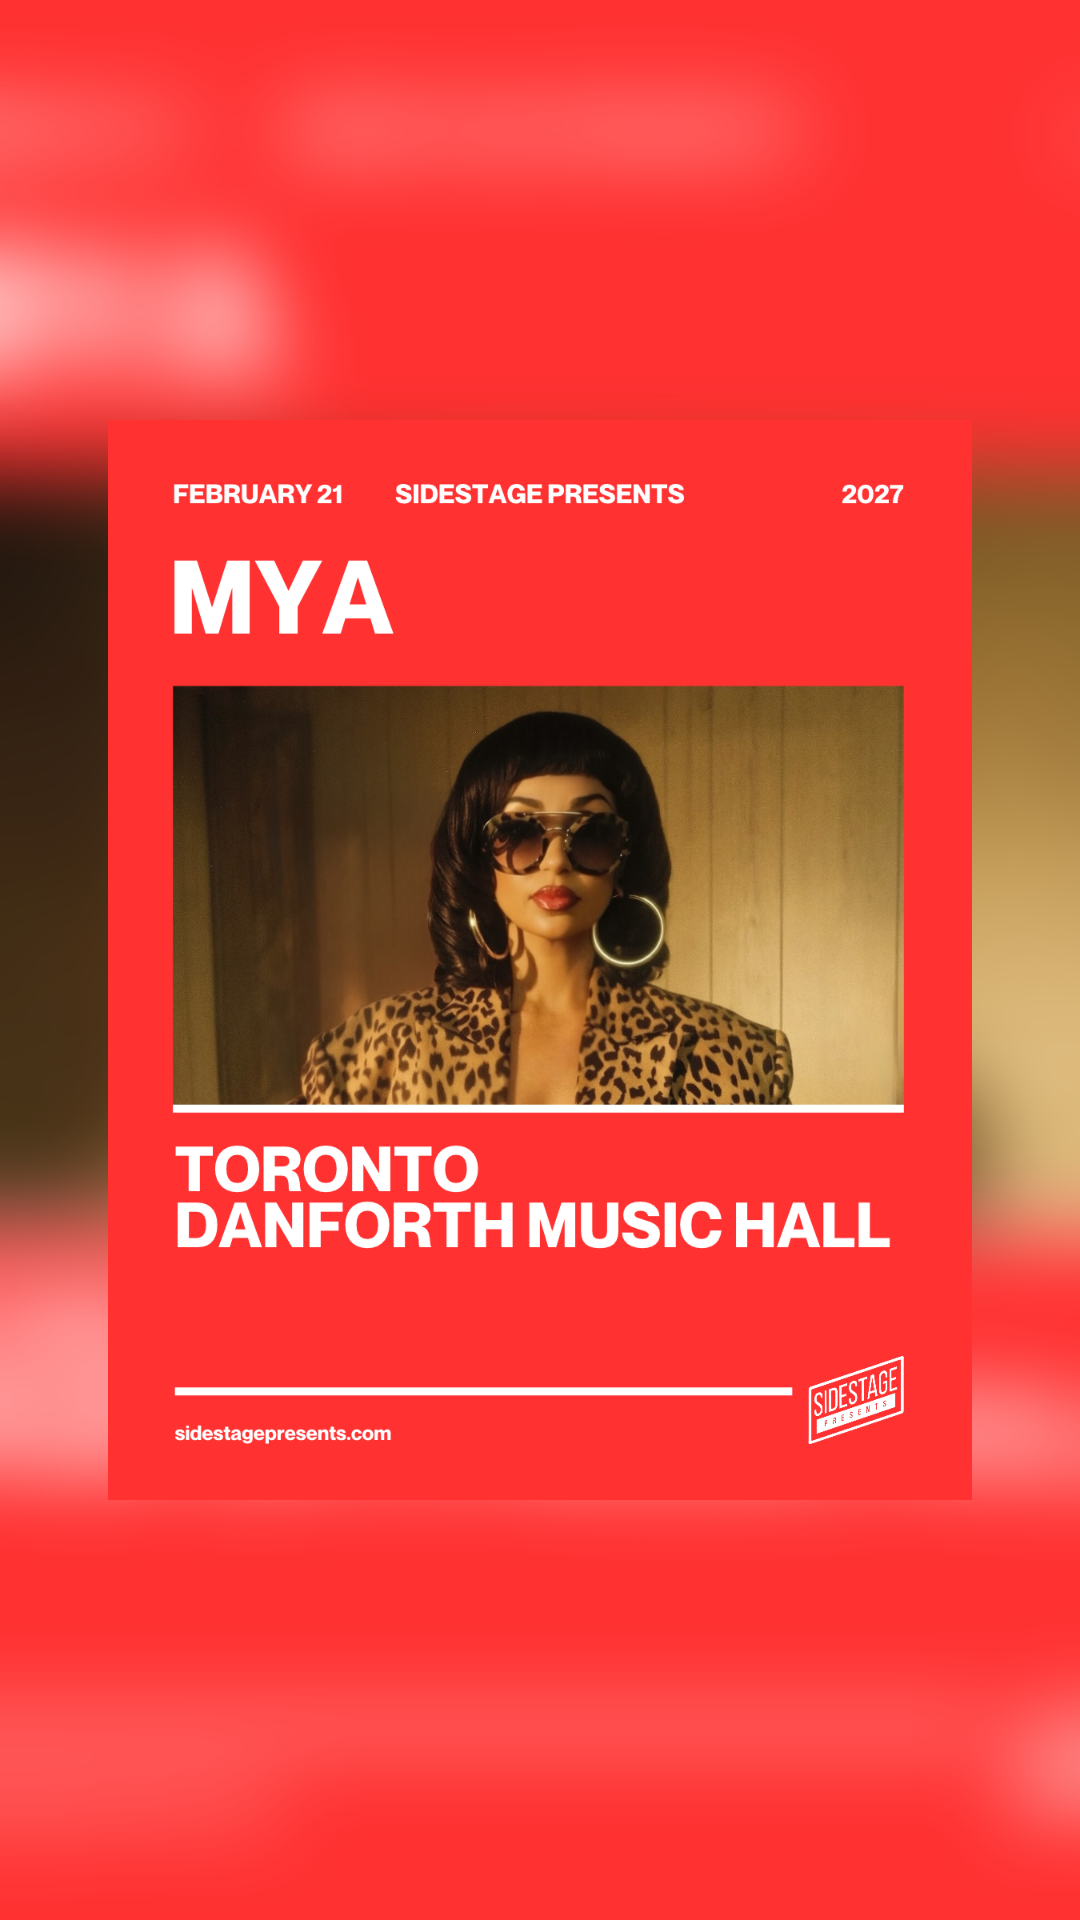 FEBRUARY 21 SIDESTAGE PRESENTS 2027
MYA
TORONTO
DANFORTH MUSIC HALL
SIDESTAGE
PRESENTS
sidestagepresents.com